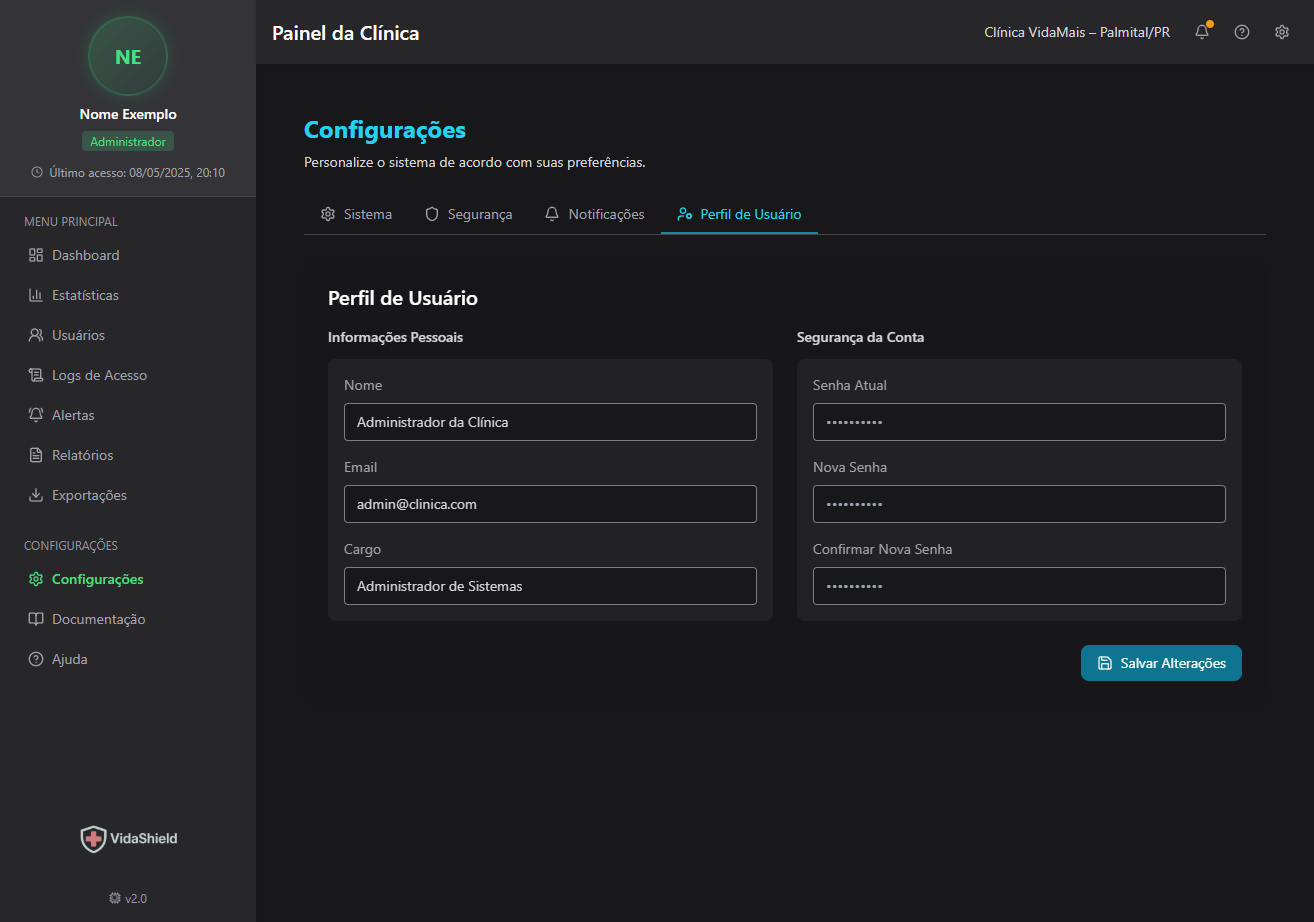 NE
Nome Exemplo
Administrador
Último acesso: 08/05/2025, 20:10
MENU PRINCIPAL
Dashboard
Estatísticas
Usuários
Logs de Acesso
Alertas
Relatórios
Exportações
CONFIGURAÇÕES
Configurações
Documentação
Ajuda
VidaShield
v2.0
Painel da Clínica
Clínica VidaMais – Palmital/PR
Configurações
Personalize o sistema de acordo com suas preferências.
Sistema
Segurança
Notificações
Perfil de Usuário
Perfil de Usuário
Informações Pessoais
Nome
Administrador da Clínica
Email
admin@clinica.com
Cargo
Administrador de Sistemas
Segurança da Conta
Senha Atual
••••••••••
Nova Senha
••••••••••
Confirmar Nova Senha
••••••••••
Salvar Alterações